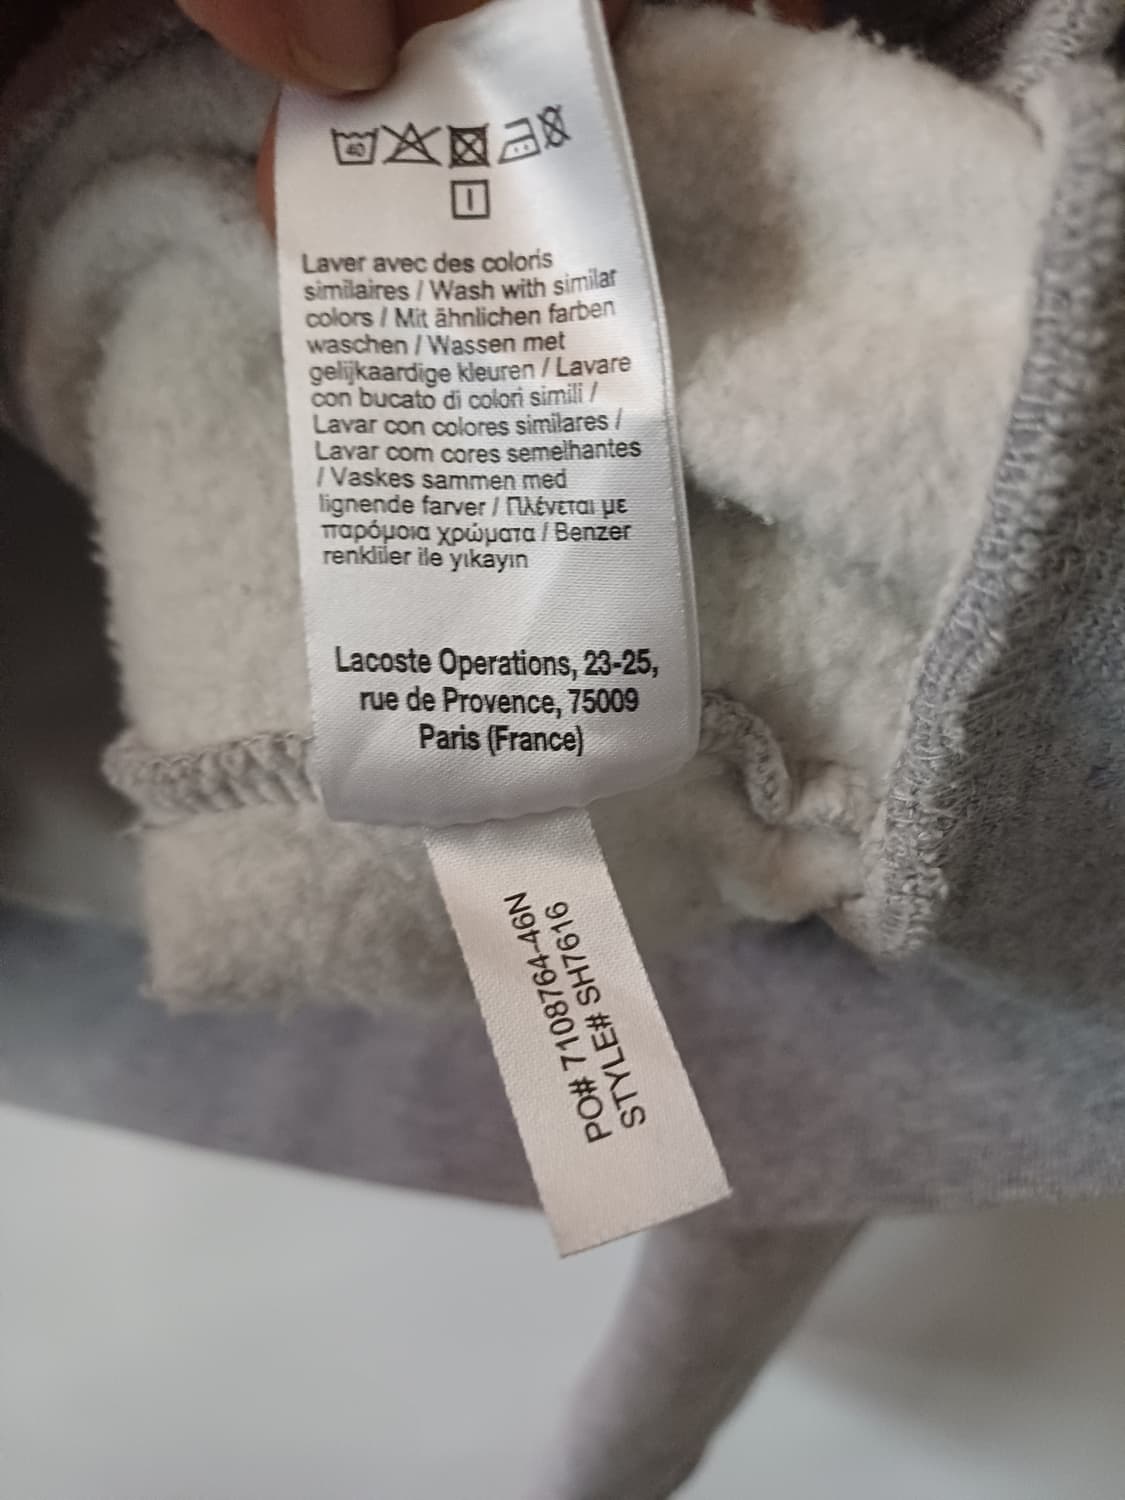 40
Laver avec des coloris
similaires / Wash with similar
colors / Mit ähnlichen farben
waschen / Wassen met
gelijkaardige kleuren / Lavare
con bucato di colori simili /
Lavar con colores similares /
Lavar com cores semelhantes
/ Vaskes sammen med
lignende farver / Πλένεται με
παρόμοια χρώματα / Benzer
renkliler ile yıkayın
Lacoste Operations, 23-25,
rue de Provence, 75009
Paris (France)
PO# 7108764-46N
STYLE# SH7616